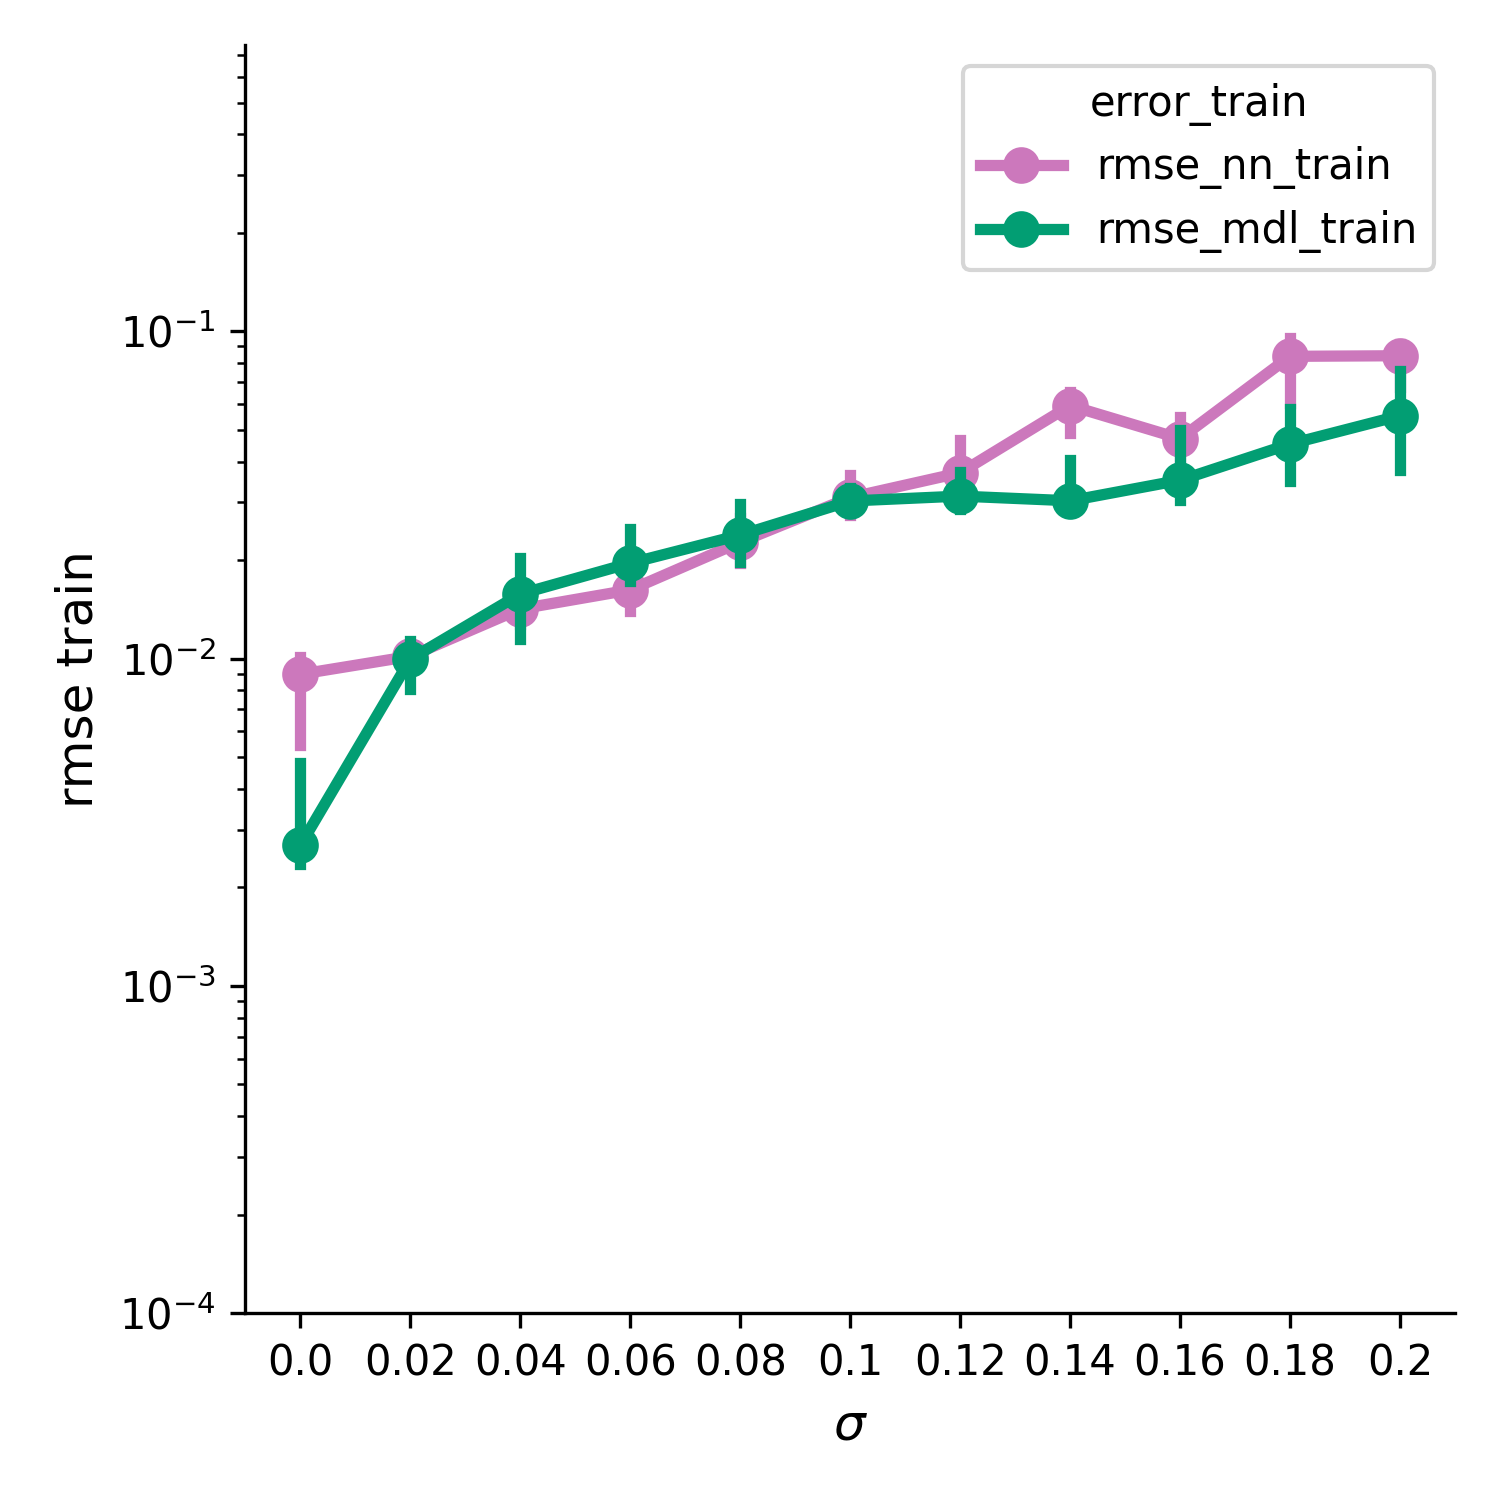 error_train
rmse_nn_train
rmse_mdl_train
rmse train
10⁻¹
10⁻²
10⁻³
10⁻⁴
0.0 0.02 0.04 0.06 0.08 0.1 0.12 0.14 0.16 0.18 0.2
σ